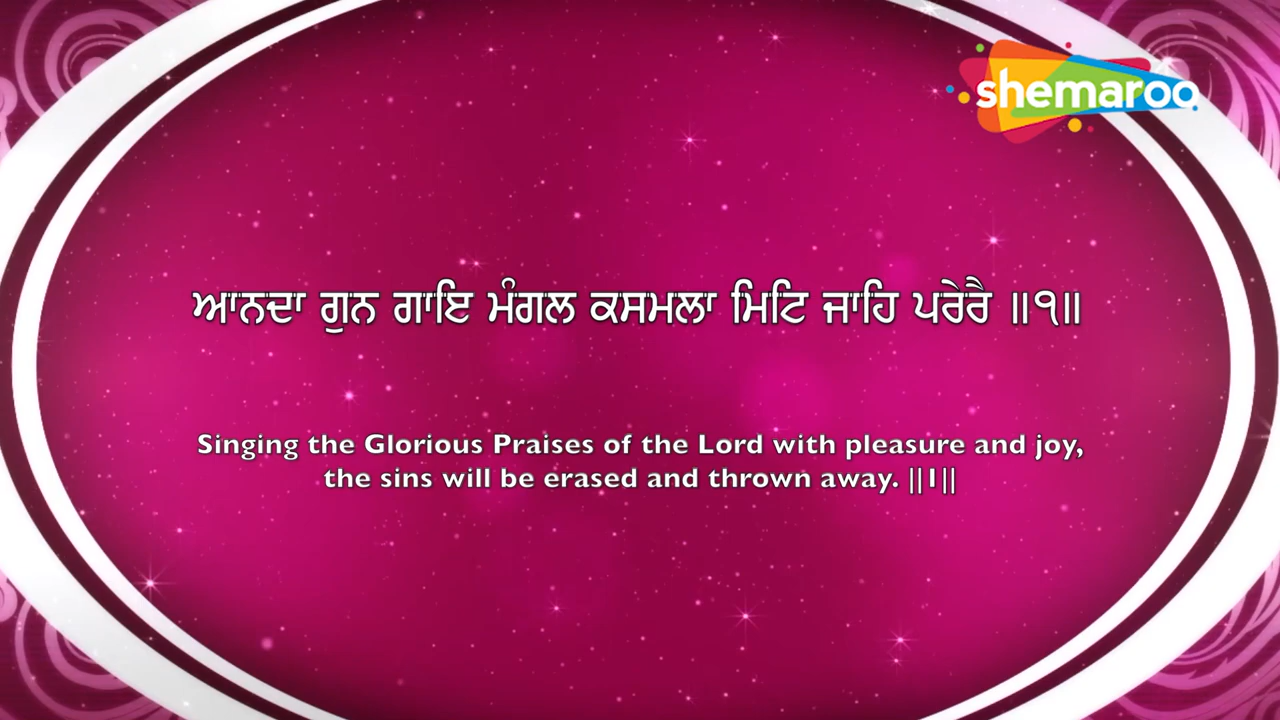 shemaroo
ਆਨਦਾ ਗੁਨ ਗਾਇ ਮੰਗਲ ਕਸਮਲਾ ਮਿਟਿ ਜਾਹਿ ਪਰੇਰੈ ॥੧॥
Singing the Glorious Praises of the Lord with pleasure and joy,
the sins will be erased and thrown away. ||1||